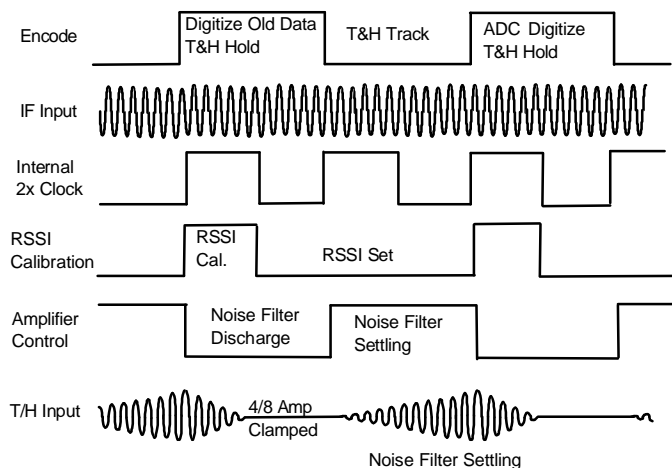 Encode
Digitize Old Data
T&H Hold
T&H Track
ADC Digitize
T&H Hold
IF Input
Internal
2x Clock
RSSI
Calibration
RSSI
Cal.
RSSI Set
Amplifier
Control
Noise Filter
Discharge
Noise Filter
Settling
T/H Input
4/8 Amp
Clamped
Noise Filter Settling